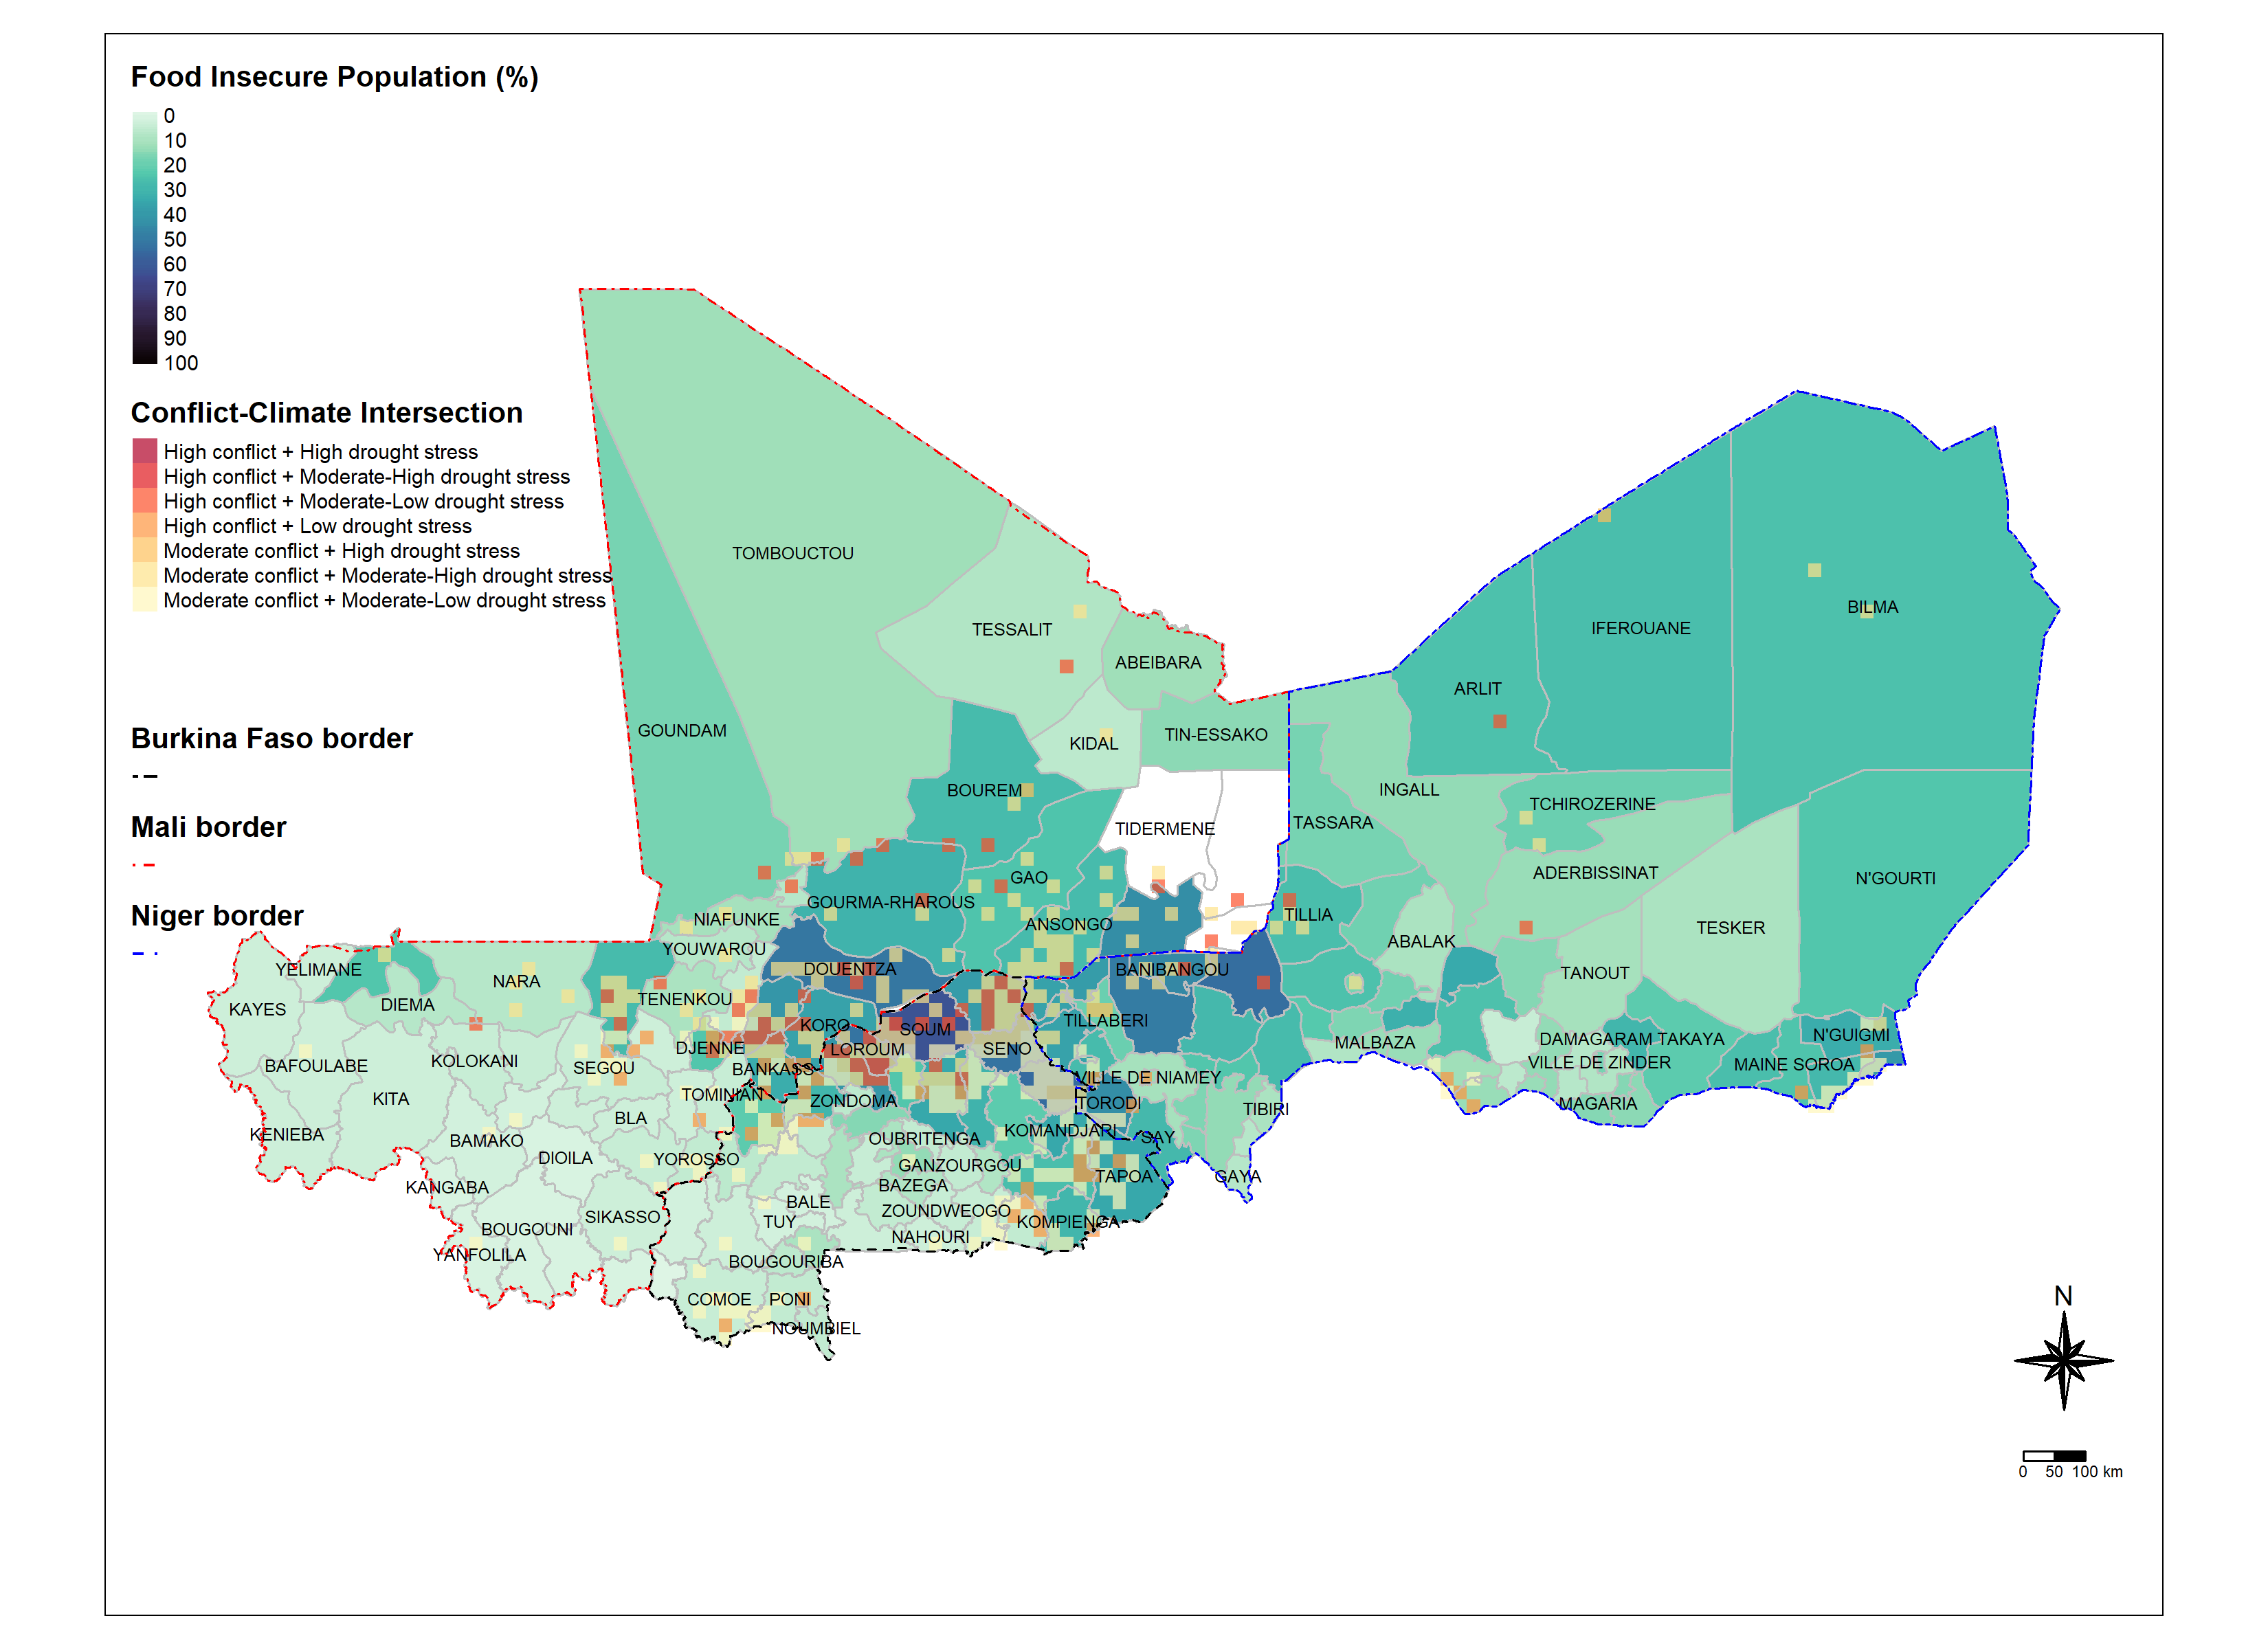 Food Insecure Population (%)
0
10
20
30
40
50
60
70
80
90
100
Conflict-Climate Intersection
High conflict + High drought stress
High conflict + Moderate-High drought stress
High conflict + Moderate-Low drought stress
High conflict + Low drought stress
Moderate conflict + High drought stress
Moderate conflict + Moderate-High drought stress
Moderate conflict + Moderate-Low drought stress
Burkina Faso border
Mali border
Niger border
TOMBOUCTOU
TESSALIT
ABEIBARA
BILMA
IFEROUANE
ARLIT
GOUNDAM
KIDAL
TIN-ESSAKO
BOUREM
INGALL
TCHIROZERINE
TIDERMENE
TASSARA
GAO
ADERBISSINAT
N'GOURTI
GOURMA-RHAROUS
NIAFUNKE
ANSONGO
TILLIA
TESKER
YOUWAROU
ABALAK
YELIMANE
DOUENTZA
BANIBANGOU
TANOUT
NARA
TENENKOU
KAYES
DIEMA
KORO
SOUM
TILLABERI
N'GUIGMI
DJENNE
LOROUM
SENO
MALBAZA
DAMAGARAM TAKAYA
BAFOULABE
KOLOKANI
SEGOU
BANKASS
VILLE DE NIAMEY
VILLE DE ZINDER
MAINE SOROA
KITA
TOMINIAN
ZONDOMA
TORODI
TIBIRI
MAGARIA
BLA
KENIEBA
BAMAKO
OUBRITENGA
KOMANDJARI
SAY
DIOILA
YOROSSO
GANZOURGOU
TAPOA
GAYA
KANGABA
BAZEGA
BALE
BOUGOUNI
SIKASSO
TUY
ZOUNDWEOGO
KOMPIENGA
NAHOURI
YANFOLILA
BOUGOURIBA
COMOE
PONI
NOUMBIEL
N
0 50 100 km